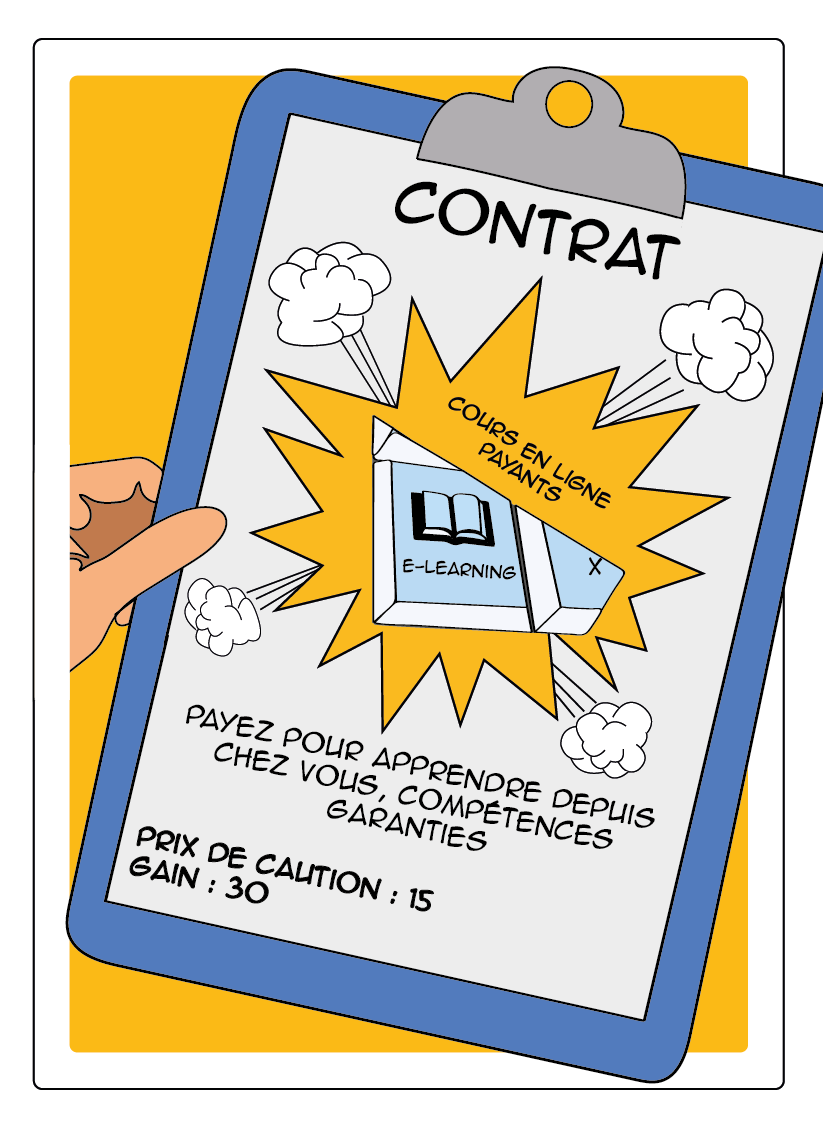 CONTRAT
COURS EN LIGNE
PAYANTS
E-LEARNING
X
PAYEZ POUR APPRENDRE DEPUIS
CHEZ VOUS, COMPÉTENCES
GARANTIES
PRIX DE CAUTION : 15
GAIN : 30